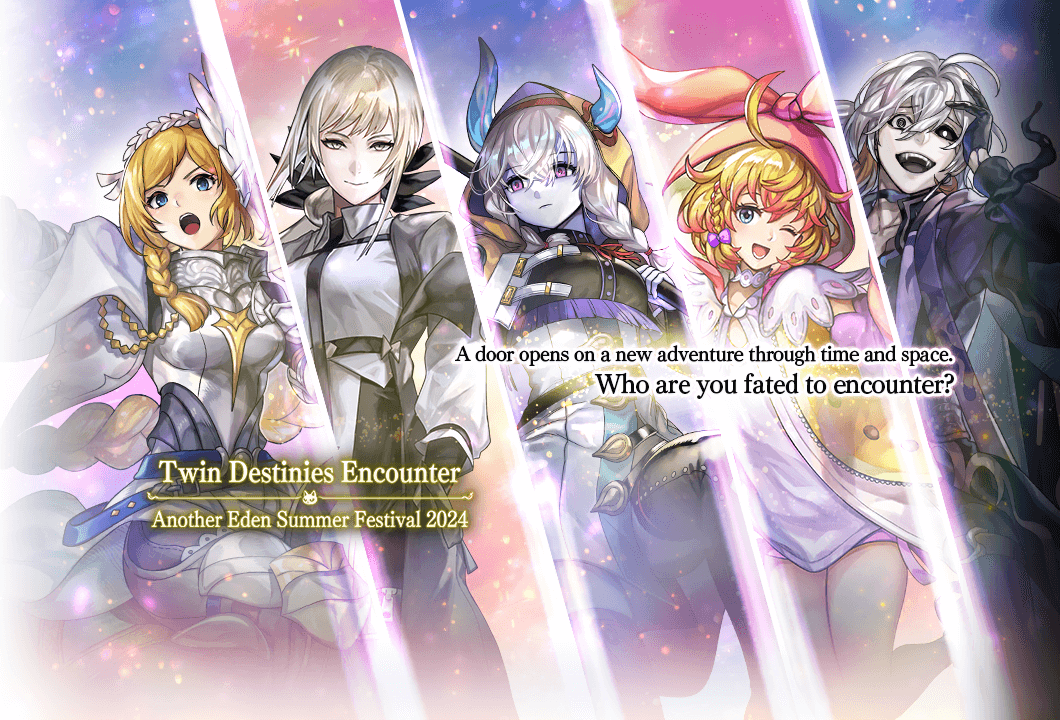 A door opens on a new adventure through time and space.
Who are you fated to encounter?
Twin Destinies Encounter
Another Eden Summer Festival 2024